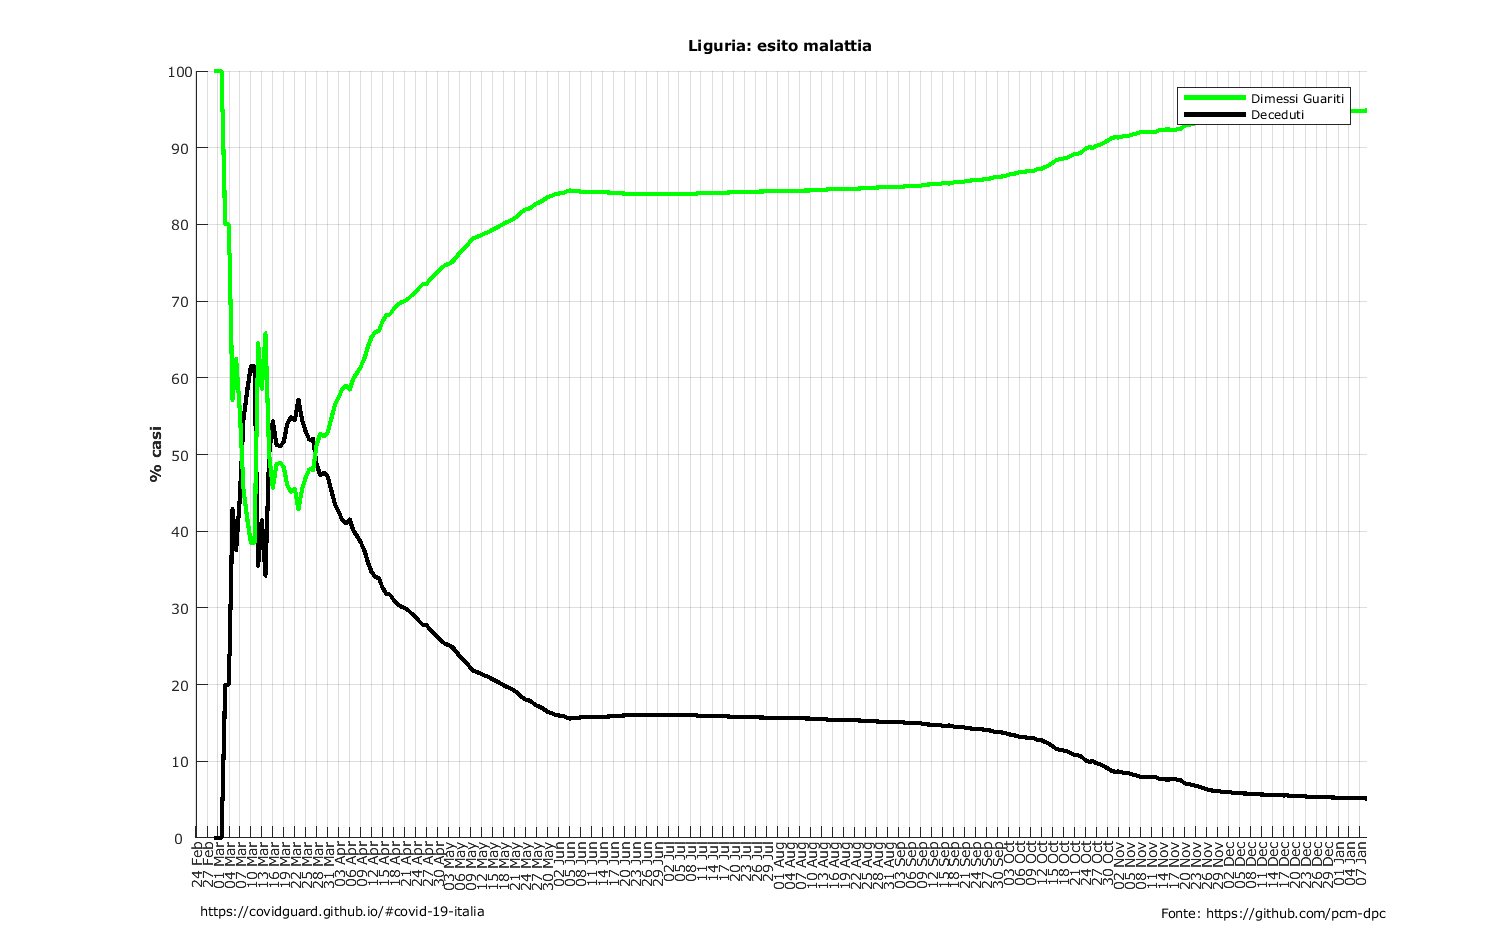 Liguria: esito malattia
100
90
80
70
60
50
40
30
20
10
0
% casi
Dimessi Guariti
Deceduti
24 Feb
27 Feb
01 Mar
04 Mar
07 Mar
10 Mar
13 Mar
16 Mar
19 Mar
22 Mar
25 Mar
28 Mar
31 Mar
03 Apr
06 Apr
09 Apr
12 Apr
15 Apr
18 Apr
21 Apr
24 Apr
27 Apr
30 Apr
03 May
06 May
09 May
12 May
15 May
18 May
21 May
24 May
27 May
30 May
02 Jun
05 Jun
08 Jun
11 Jun
14 Jun
17 Jun
20 Jun
23 Jun
26 Jun
29 Jun
02 Jul
05 Jul
08 Jul
11 Jul
14 Jul
17 Jul
20 Jul
23 Jul
26 Jul
29 Jul
01 Aug
04 Aug
07 Aug
10 Aug
13 Aug
16 Aug
19 Aug
22 Aug
25 Aug
28 Aug
31 Aug
03 Sep
06 Sep
09 Sep
12 Sep
15 Sep
18 Sep
21 Sep
24 Sep
27 Sep
30 Sep
03 Oct
06 Oct
09 Oct
12 Oct
15 Oct
18 Oct
21 Oct
24 Oct
27 Oct
30 Oct
02 Nov
05 Nov
08 Nov
11 Nov
14 Nov
17 Nov
20 Nov
23 Nov
26 Nov
29 Nov
02 Dec
05 Dec
08 Dec
11 Dec
14 Dec
17 Dec
20 Dec
23 Dec
26 Dec
29 Dec
01 Jan
04 Jan
07 Jan
https://covidguard.github.io/#covid-19-italia
Fonte: https://github.com/pcm-dpc